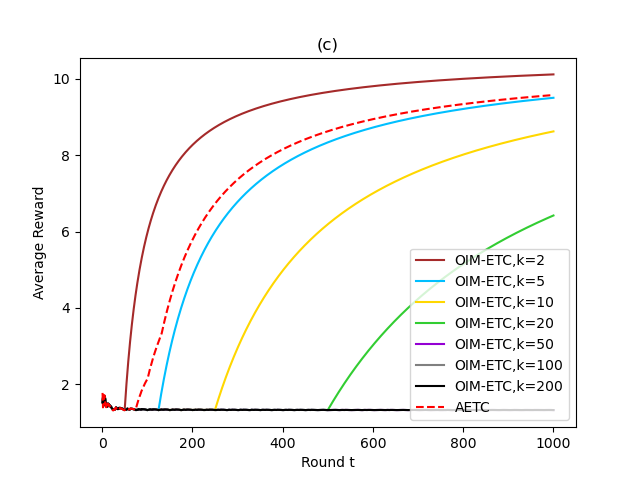 (c)
Average Reward
10
8
6
4
2
OIM-ETC,k=2
OIM-ETC,k=5
OIM-ETC,k=10
OIM-ETC,k=20
OIM-ETC,k=50
OIM-ETC,k=100
OIM-ETC,k=200
AETC
0 200 400 600 800 1000
Round t